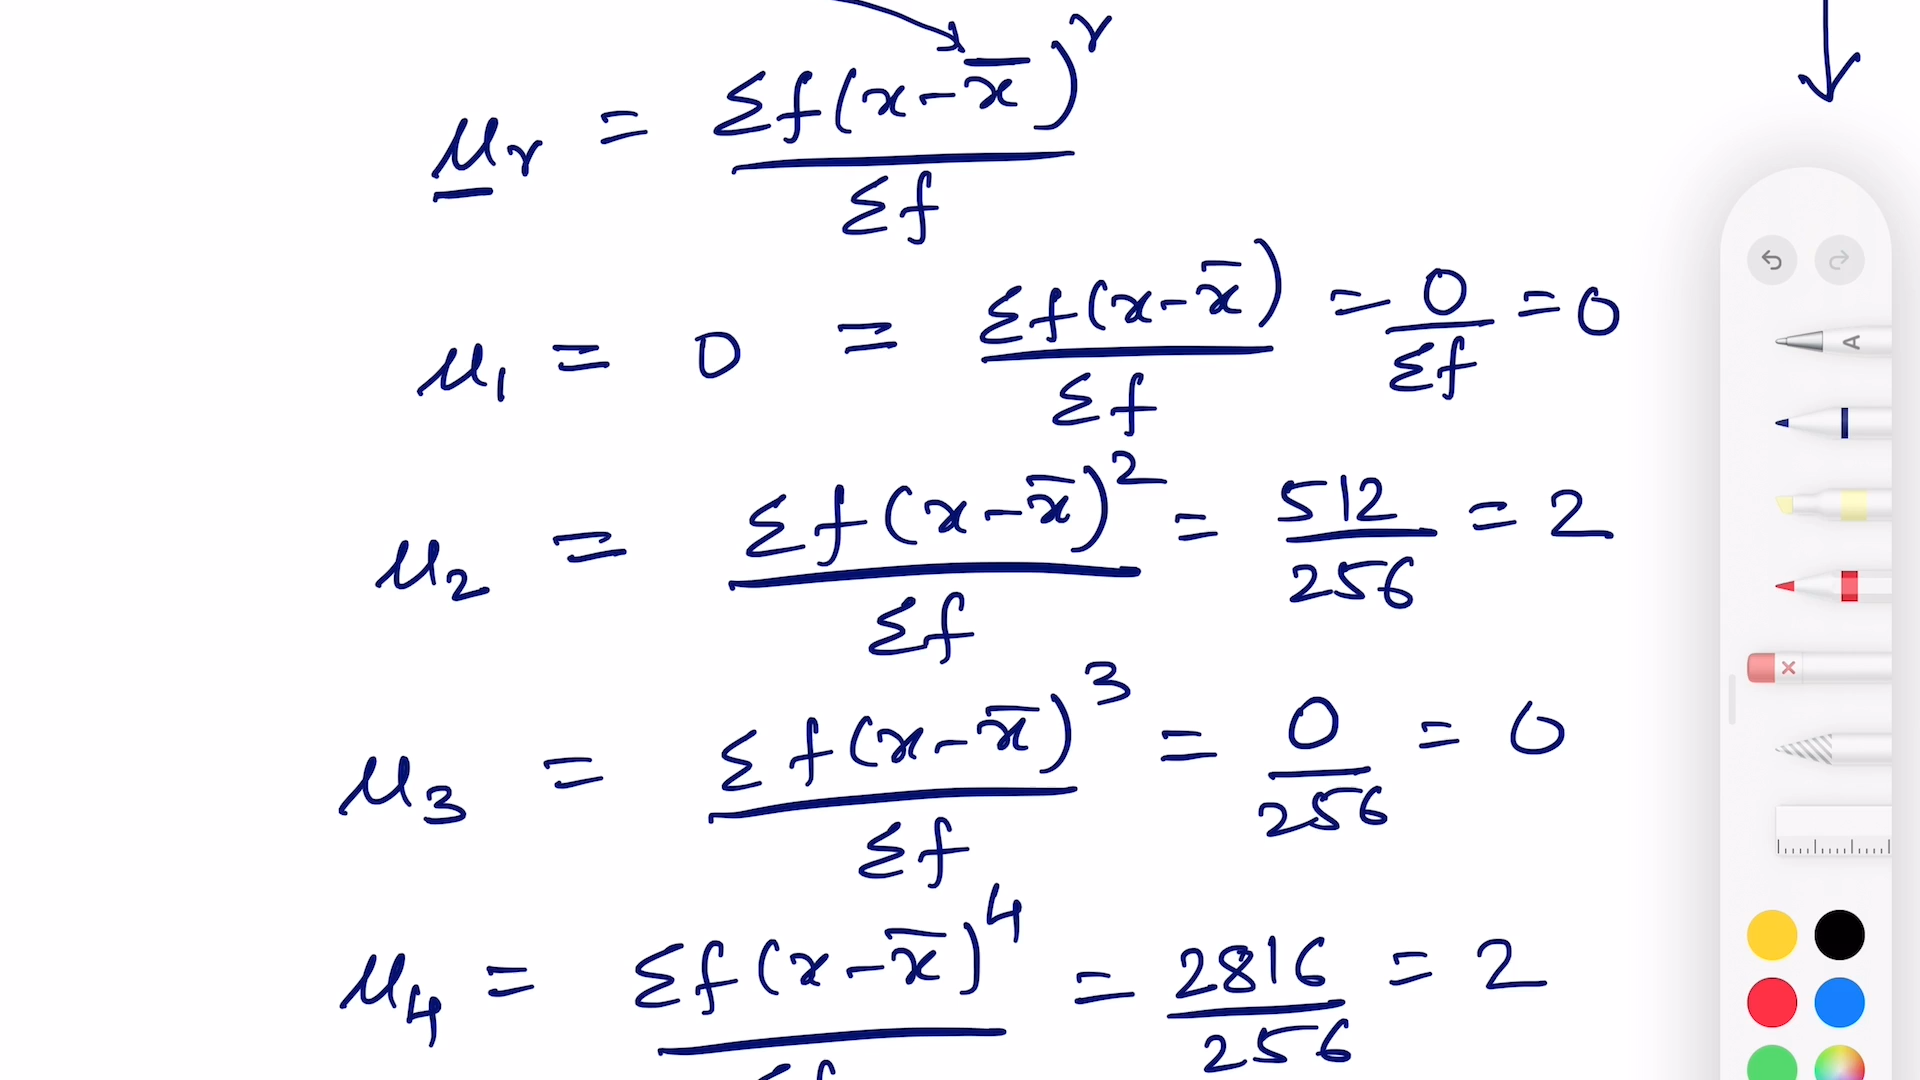 μr = Σf(x-x̄)^r / Σf
μ1 = 0 = Σf(x-x̄) / Σf = 0 / Σf = 0
μ2 = Σf(x-x̄)^2 / Σf = 512 / 256 = 2
μ3 = Σf(x-x̄)^3 / Σf = 0 / 256 = 0
μ4 = Σf(x-x̄)^4 / Σf = 2816 / 256 = 2
A